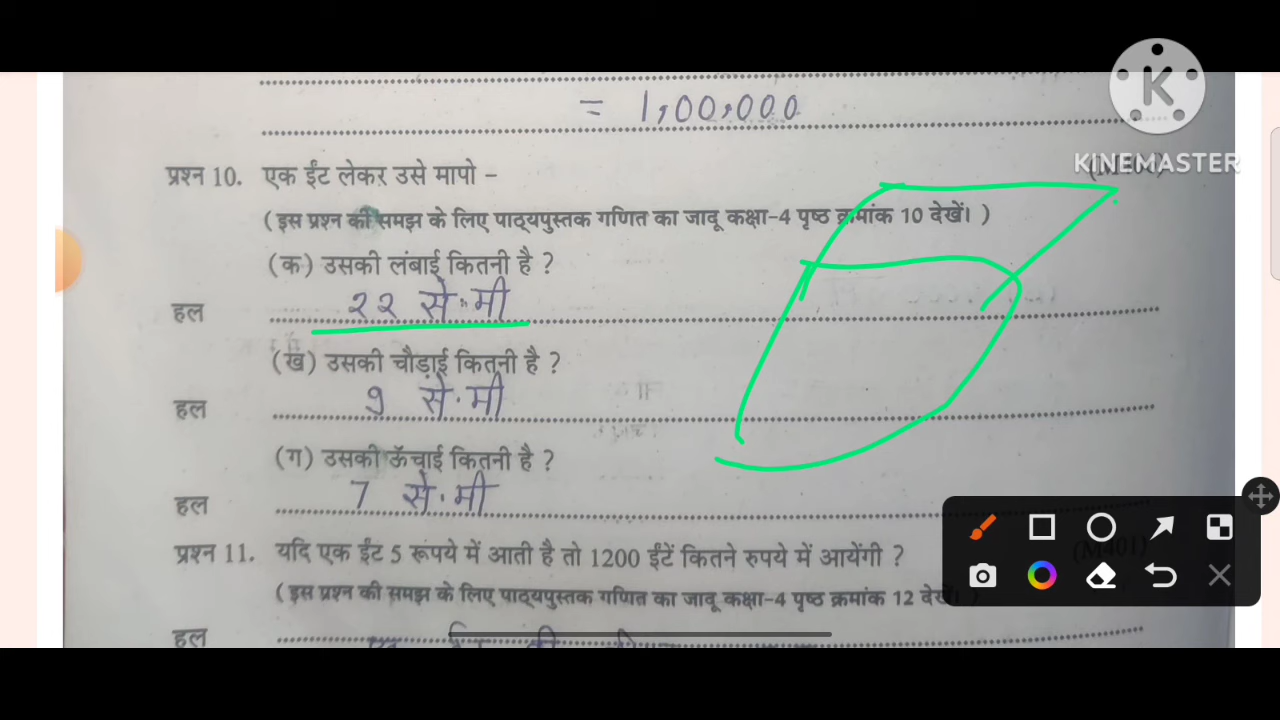 = 1,00,000
KINEMASTER
प्रश्न 10. एक ईंट लेकर उसे मापो –
( इस प्रश्न की समझ के लिए पाठ्यपुस्तक गणित का जादू कक्षा-4 पृष्ठ क्रमांक 10 देखें। )
(क) उसकी लंबाई कितनी है ?
हल २२ से.मी
(ख) उसकी चौड़ाई कितनी है ?
हल 9 से.मी
(ग) उसकी ऊँचाई कितनी है ?
हल 7 से.मी
प्रश्न 11. यदि एक ईंट 5 रूपये में आती है तो 1200 ईंटें कितने रुपये में आयेंगी ? (M401)
( इस प्रश्न की समझ के लिए पाठ्यपुस्तक गणित का जादू कक्षा-4 पृष्ठ क्रमांक 12 देखें। )
हल